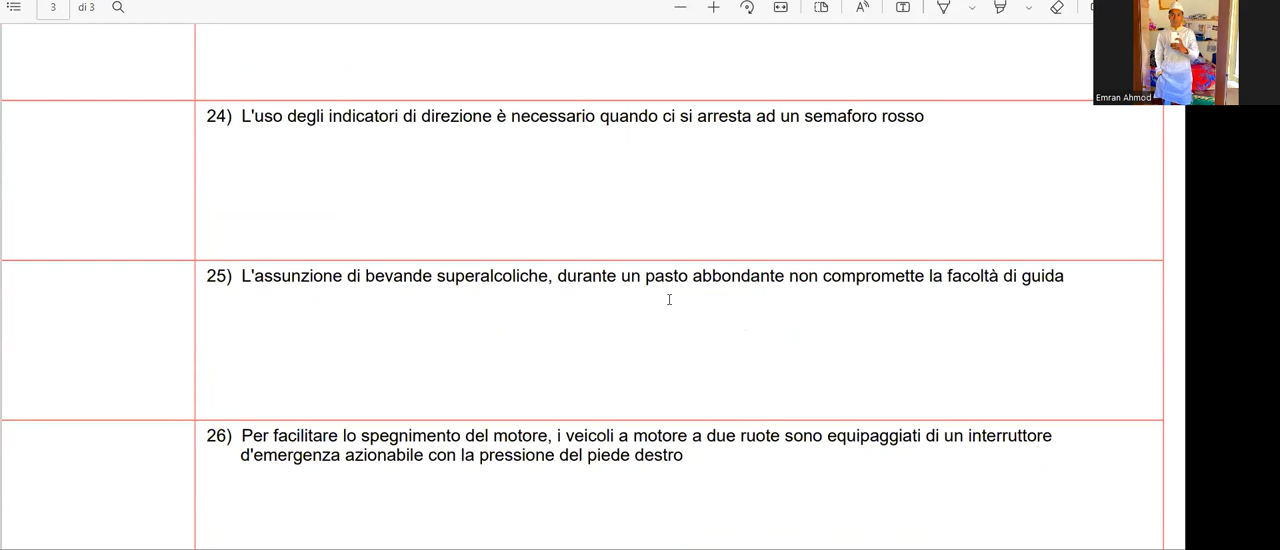 3 di 3
Emran Ahmod
24) L'uso degli indicatori di direzione è necessario quando ci si arresta ad un semaforo rosso
25) L'assunzione di bevande superalcoliche, durante un pasto abbondante non compromette la facoltà di guida
26) Per facilitare lo spegnimento del motore, i veicoli a motore a due ruote sono equipaggiati di un interruttore
d'emergenza azionabile con la pressione del piede destro